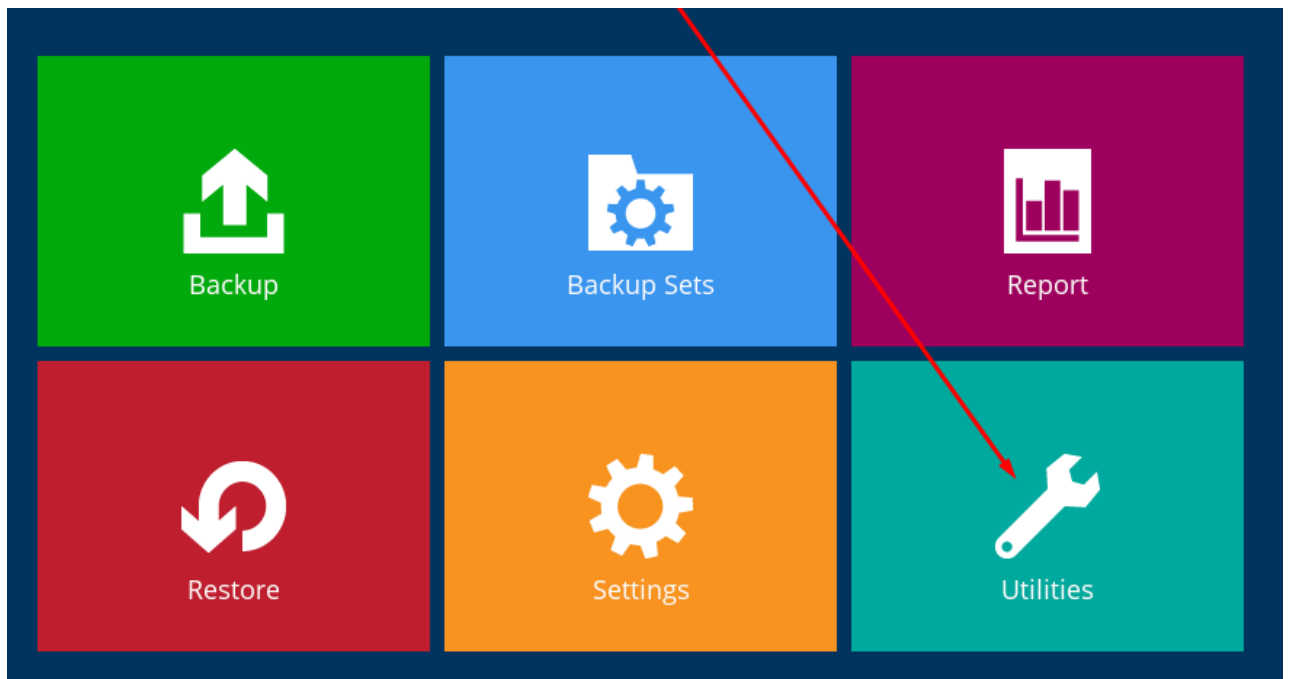 Backup
Backup Sets
Report
Restore
Settings
Utilities